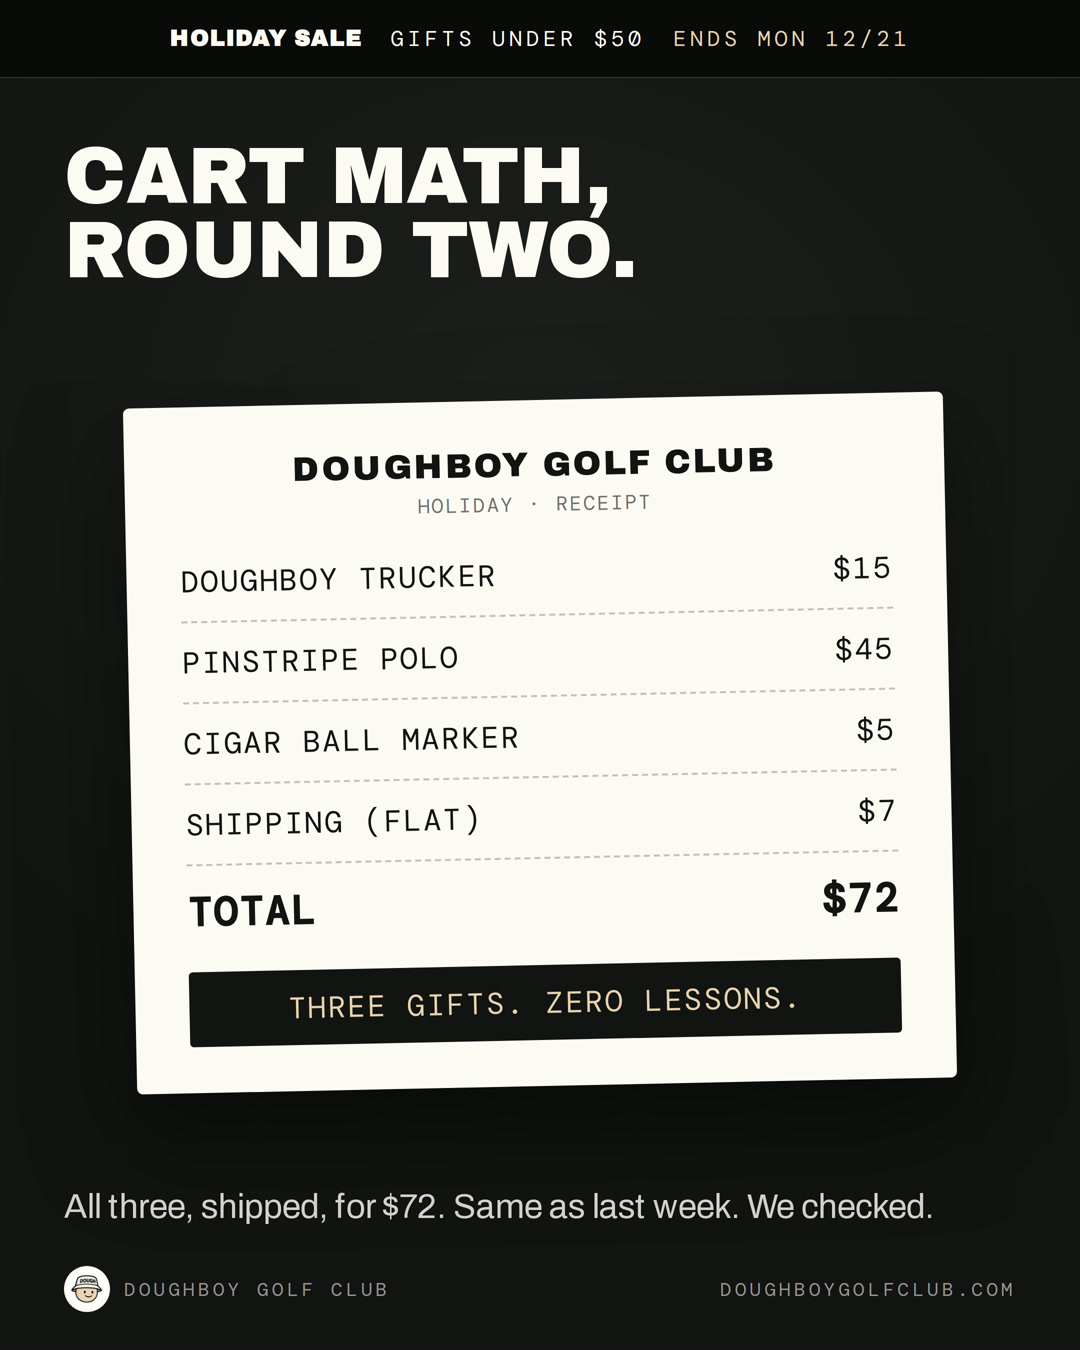 HOLIDAY SALE GIFTS UNDER $50 ENDS MON 12/21
CART MATH,
ROUND TWO.
DOUGHBOY GOLF CLUB
HOLIDAY · RECEIPT
DOUGHBOY TRUCKER $15
PINSTRIPE POLO $45
CIGAR BALL MARKER $5
SHIPPING (FLAT) $7
TOTAL $72
THREE GIFTS. ZERO LESSONS.
All three, shipped, for $72. Same as last week. We checked.
DOUGH
DOUGHBOY GOLF CLUB DOUGHBOYGOLFCLUB.COM